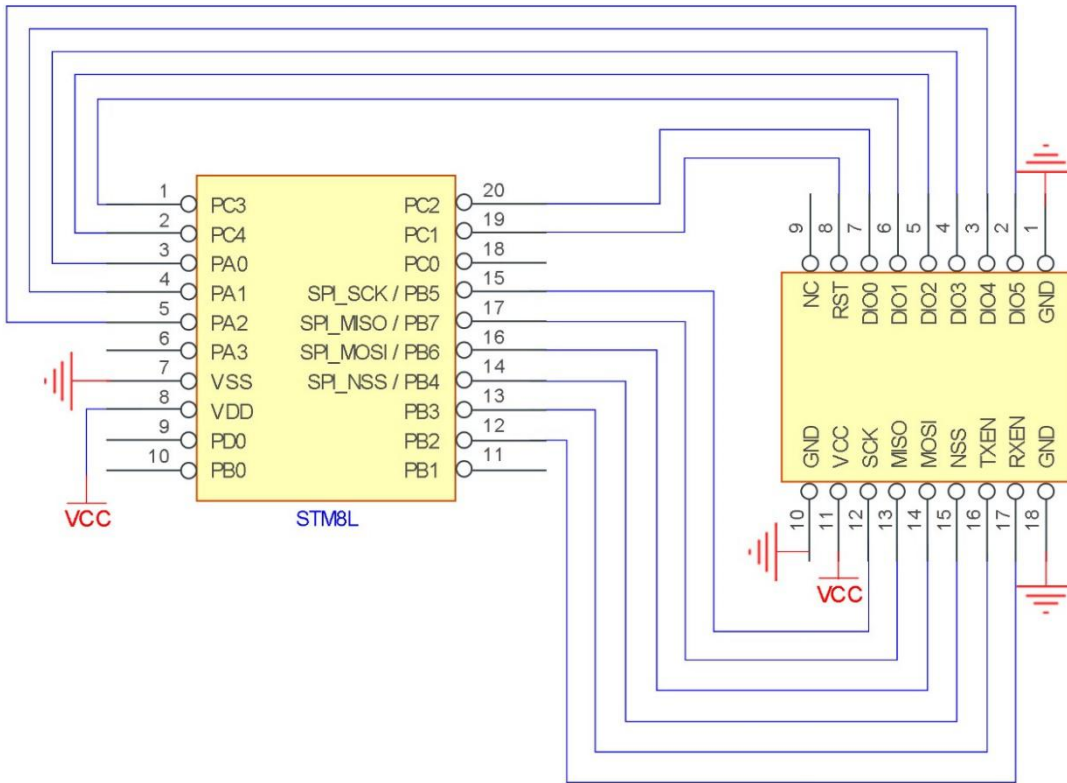 1 PC3
2 PC4
3 PA0
4 PA1
5 PA2
6 PA3
7 VSS
8 VDD
9 PD0
10 PB0
VCC
STM8L
PC2 20
PC1 19
PC0 18
SPI_SCK / PB5 15
SPI_MISO / PB7 17
SPI_MOSI / PB6 16
SPI_NSS / PB4 14
PB3 13
PB2 12
PB1 11
9 NC
8 RST
7 DIO0
6 DIO1
5 DIO2
4 DIO3
3 DIO4
2 DIO5
1 GND
GND 10
VCC 11
SCK 12
MISO 13
MOSI 14
NSS 15
TXEN 16
RXEN 17
GND 18
VCC